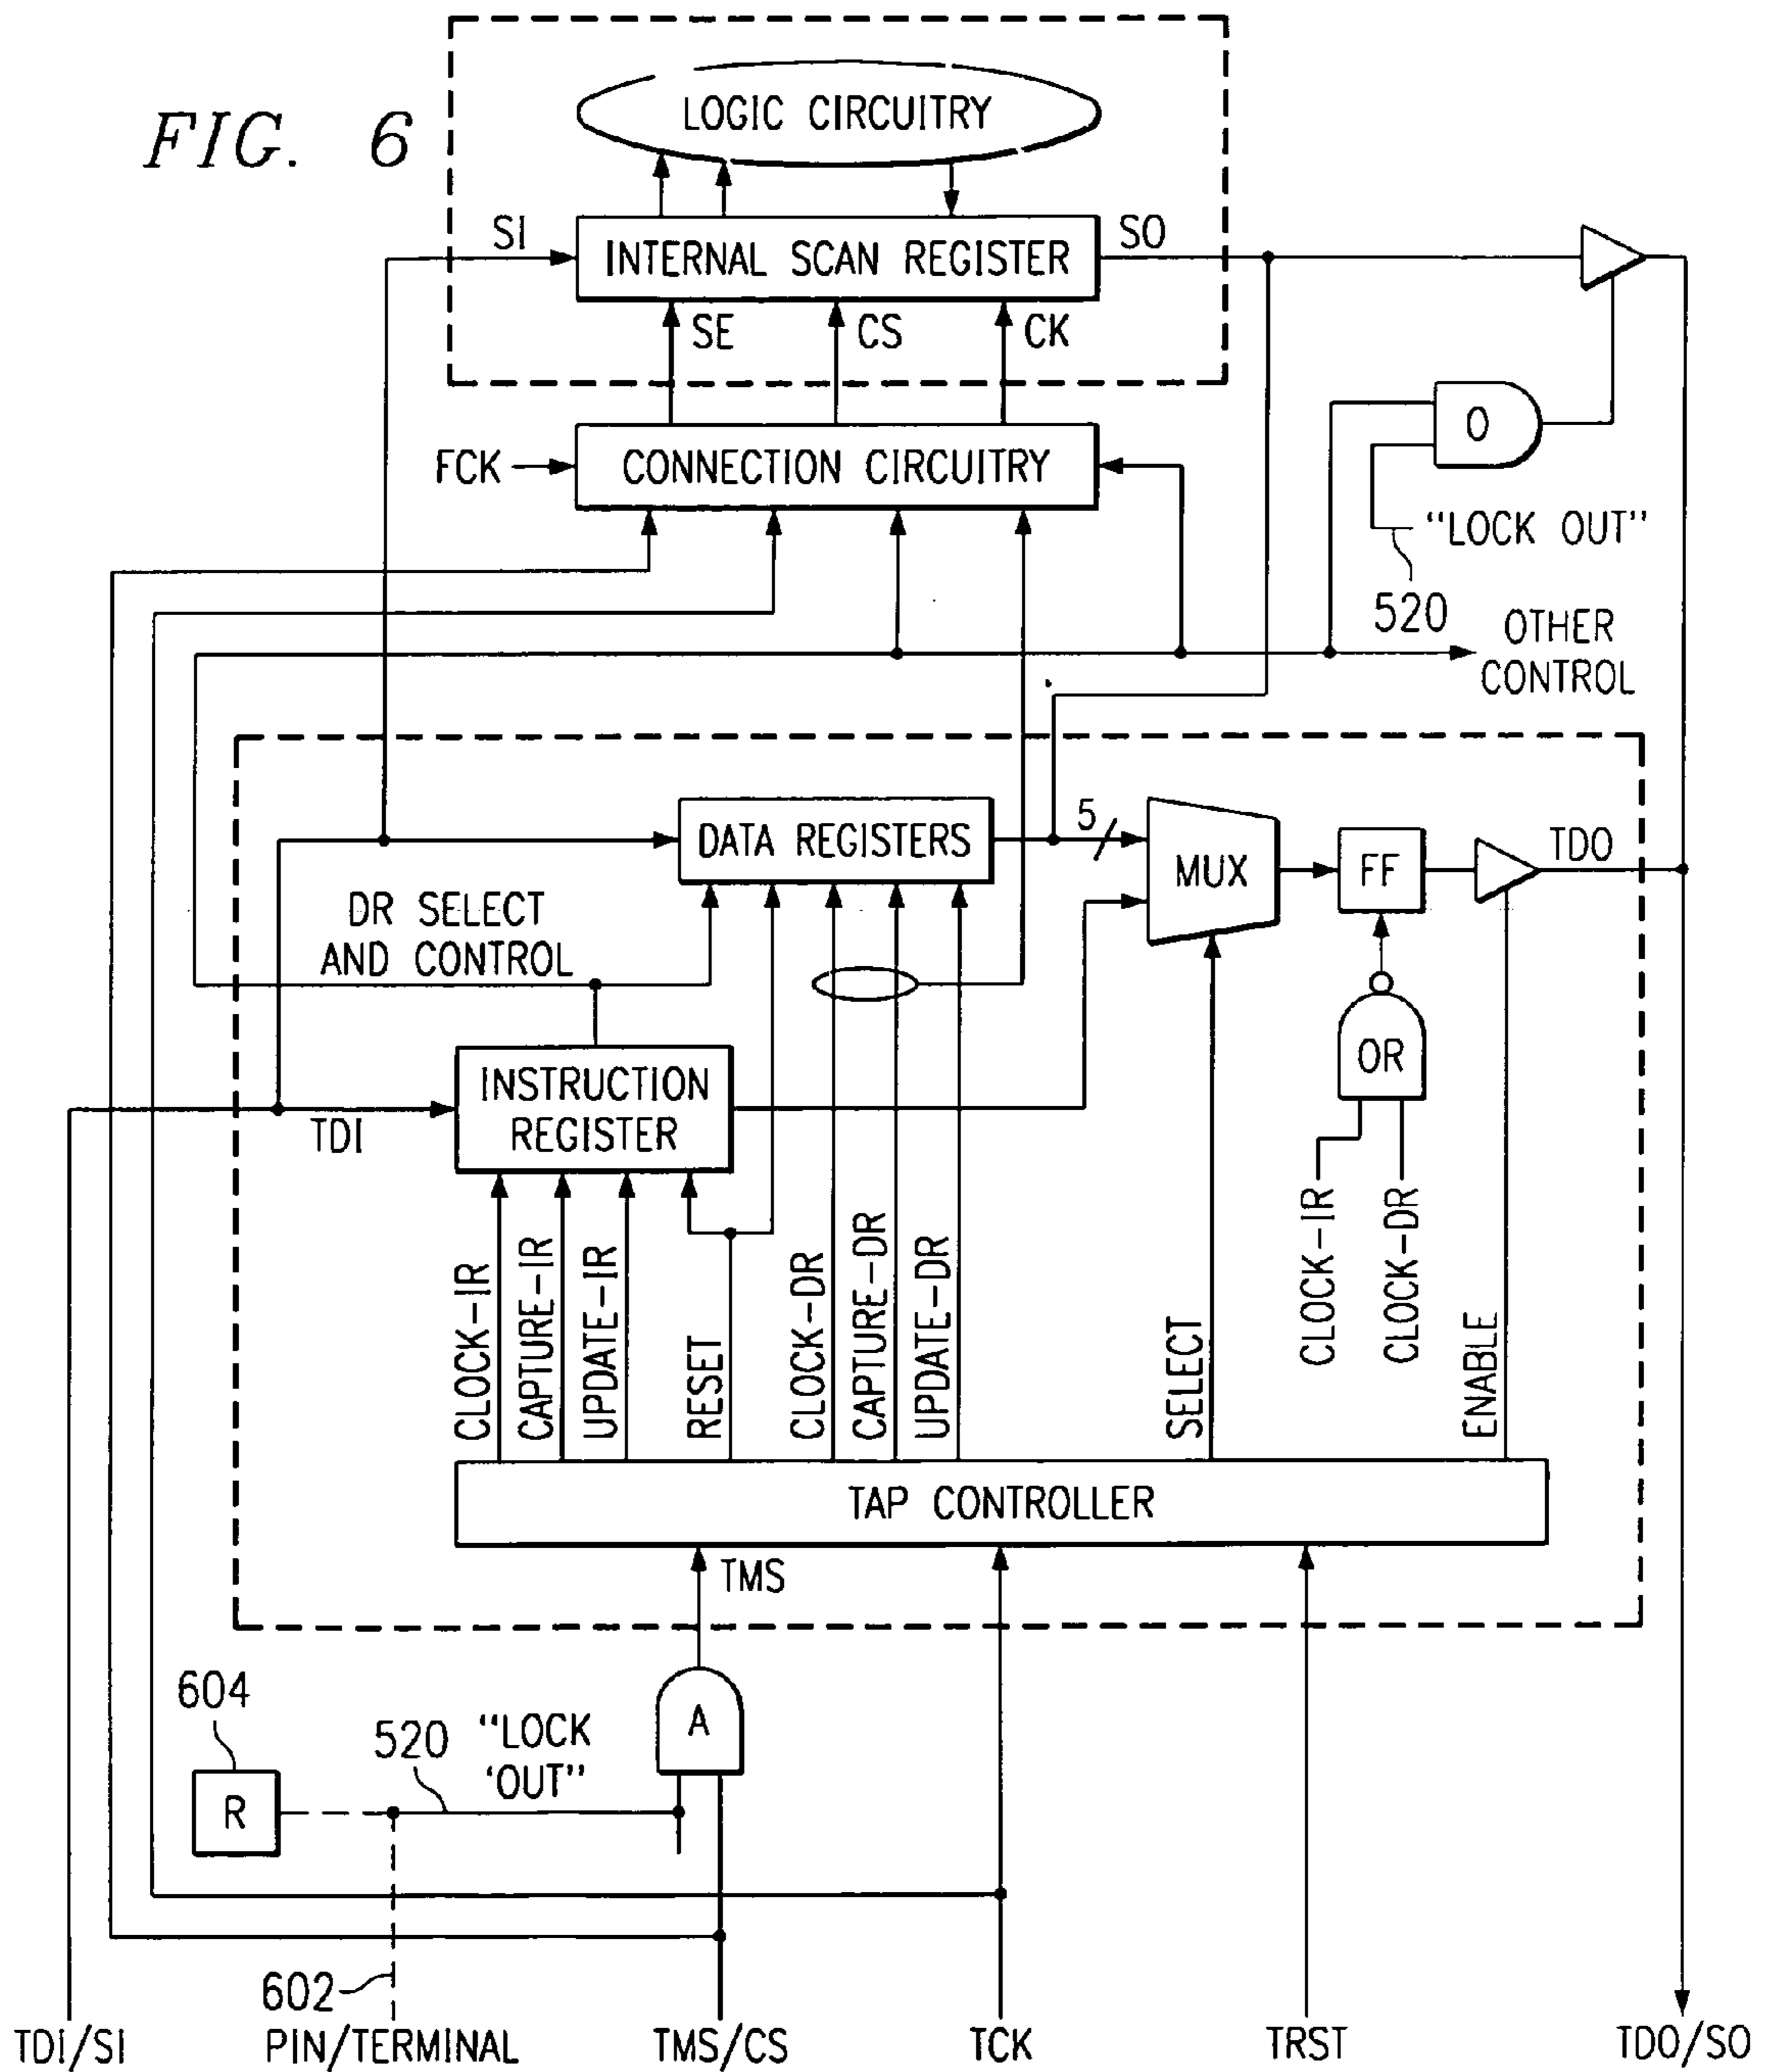 FIG. 6
LOGIC CIRCUITRY
SI
INTERNAL SCAN REGISTER
SO
SE
CS
CK
FCK
CONNECTION CIRCUITRY
O
"LOCK OUT"
520
OTHER
CONTROL
DATA REGISTERS
5
MUX
FF
TDO
DR SELECT
AND CONTROL
INSTRUCTION
REGISTER
TDI
OR
CLOCK-IR
CAPTURE-IR
UPDATE-IR
RESET
CLOCK-DR
CAPTURE-DR
UPDATE-DR
SELECT
CLOCK-IR
CLOCK-DR
ENABLE
TAP CONTROLLER
TMS
604
R
520
"LOCK
'OUT"
A
602
TDI/SI
PIN/TERMINAL
TMS/CS
TCK
TRST
TDO/SO